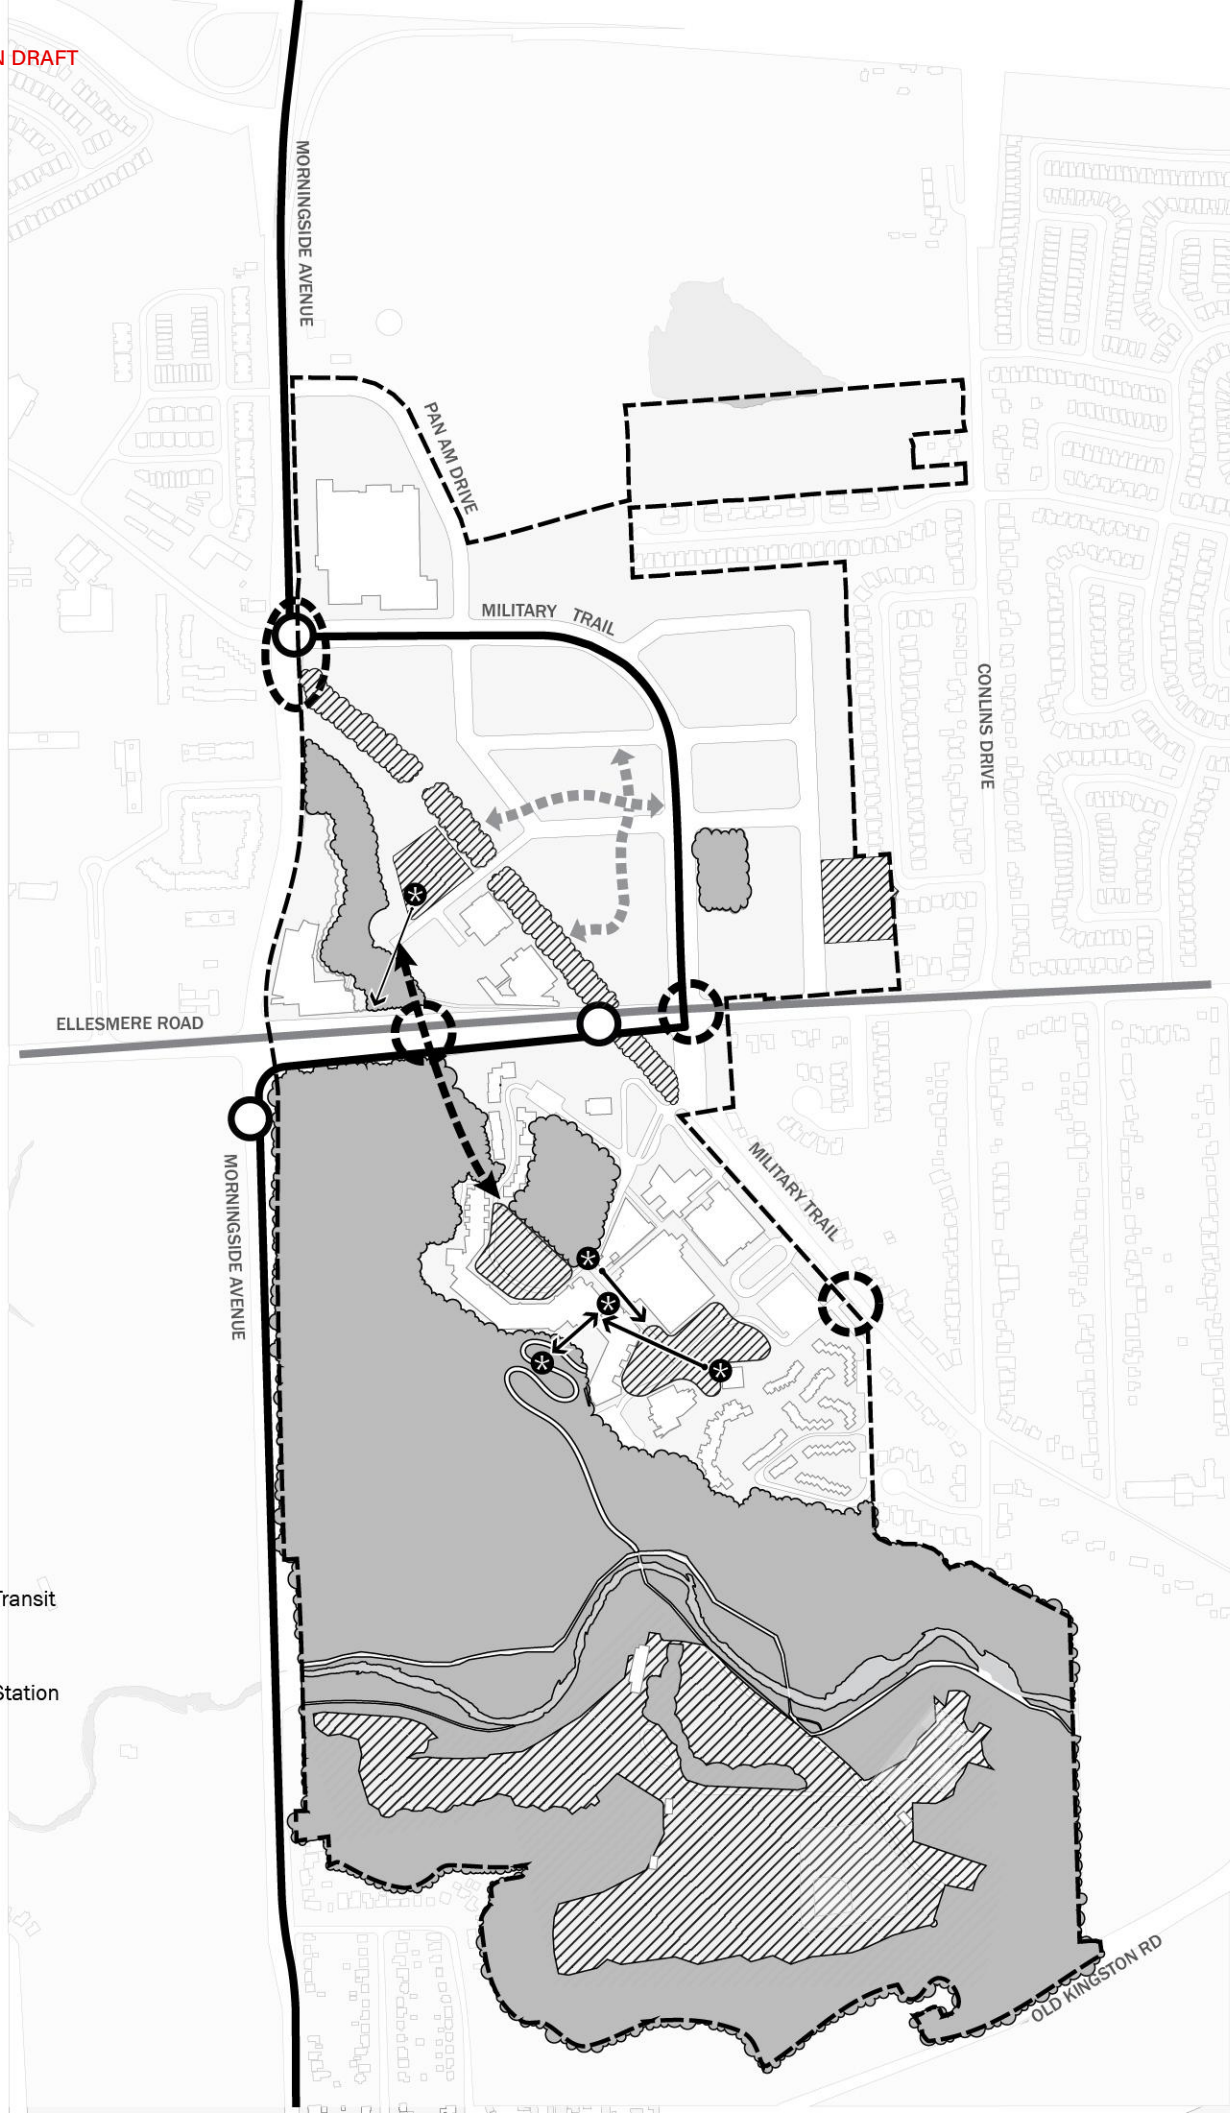 N DRAFT
MORNINGSIDE AVENUE
PAN AM DRIVE
MILITARY TRAIL
CONLINS DRIVE
ELLESMERE ROAD
MILITARY TRAIL
MORNINGSIDE AVENUE
Transit
Station
OLD KINGSTON RD